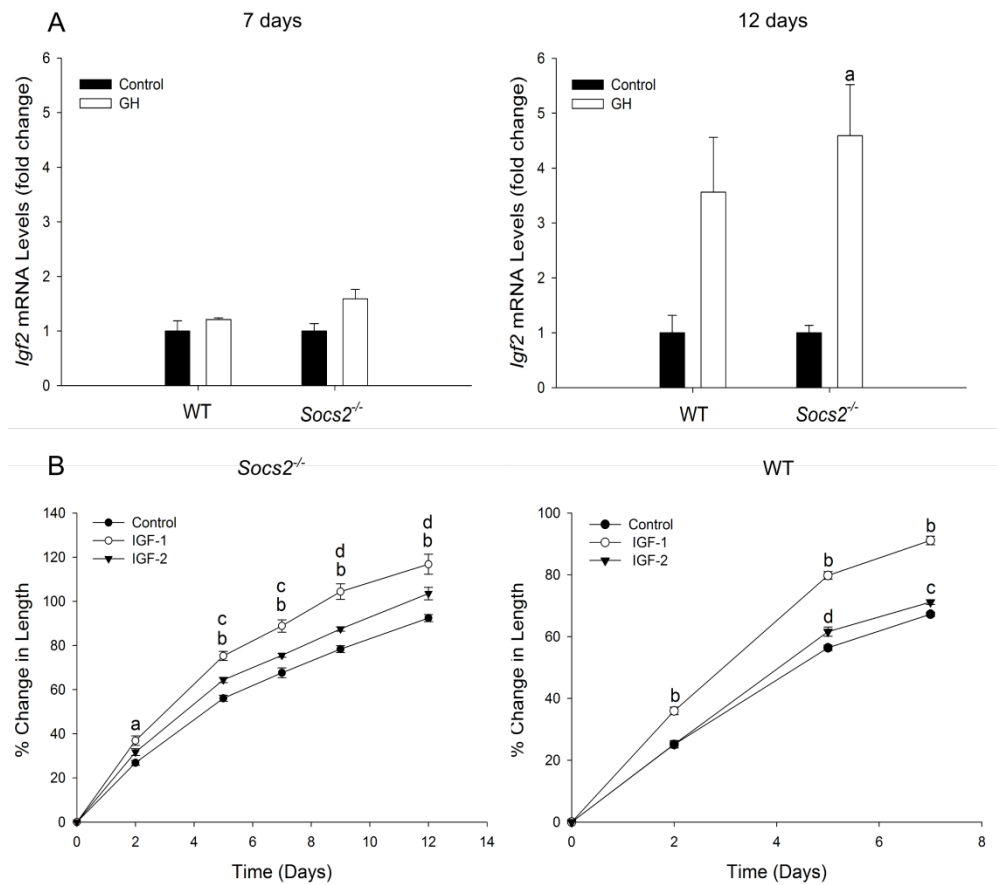 A
7 days
12 days
Igf2 mRNA Levels (fold change)
6
5
4
3
2
1
0
Control
GH
WT
Socs2-/-
Igf2 mRNA Levels (fold change)
6
5
4
3
2
1
0
Control
GH
a
WT
Socs2-/-
B
Socs2-/-
WT
% Change in Length
140
120
100
80
60
40
20
0
Control
IGF-1
IGF-2
a
c
b
c
b
d
b
d
b
0 2 4 6 8 10 12 14
Time (Days)
% Change in Length
100
80
60
40
20
0
Control
IGF-1
IGF-2
b
b
d
b
c
0 2 4 6 8
Time (Days)